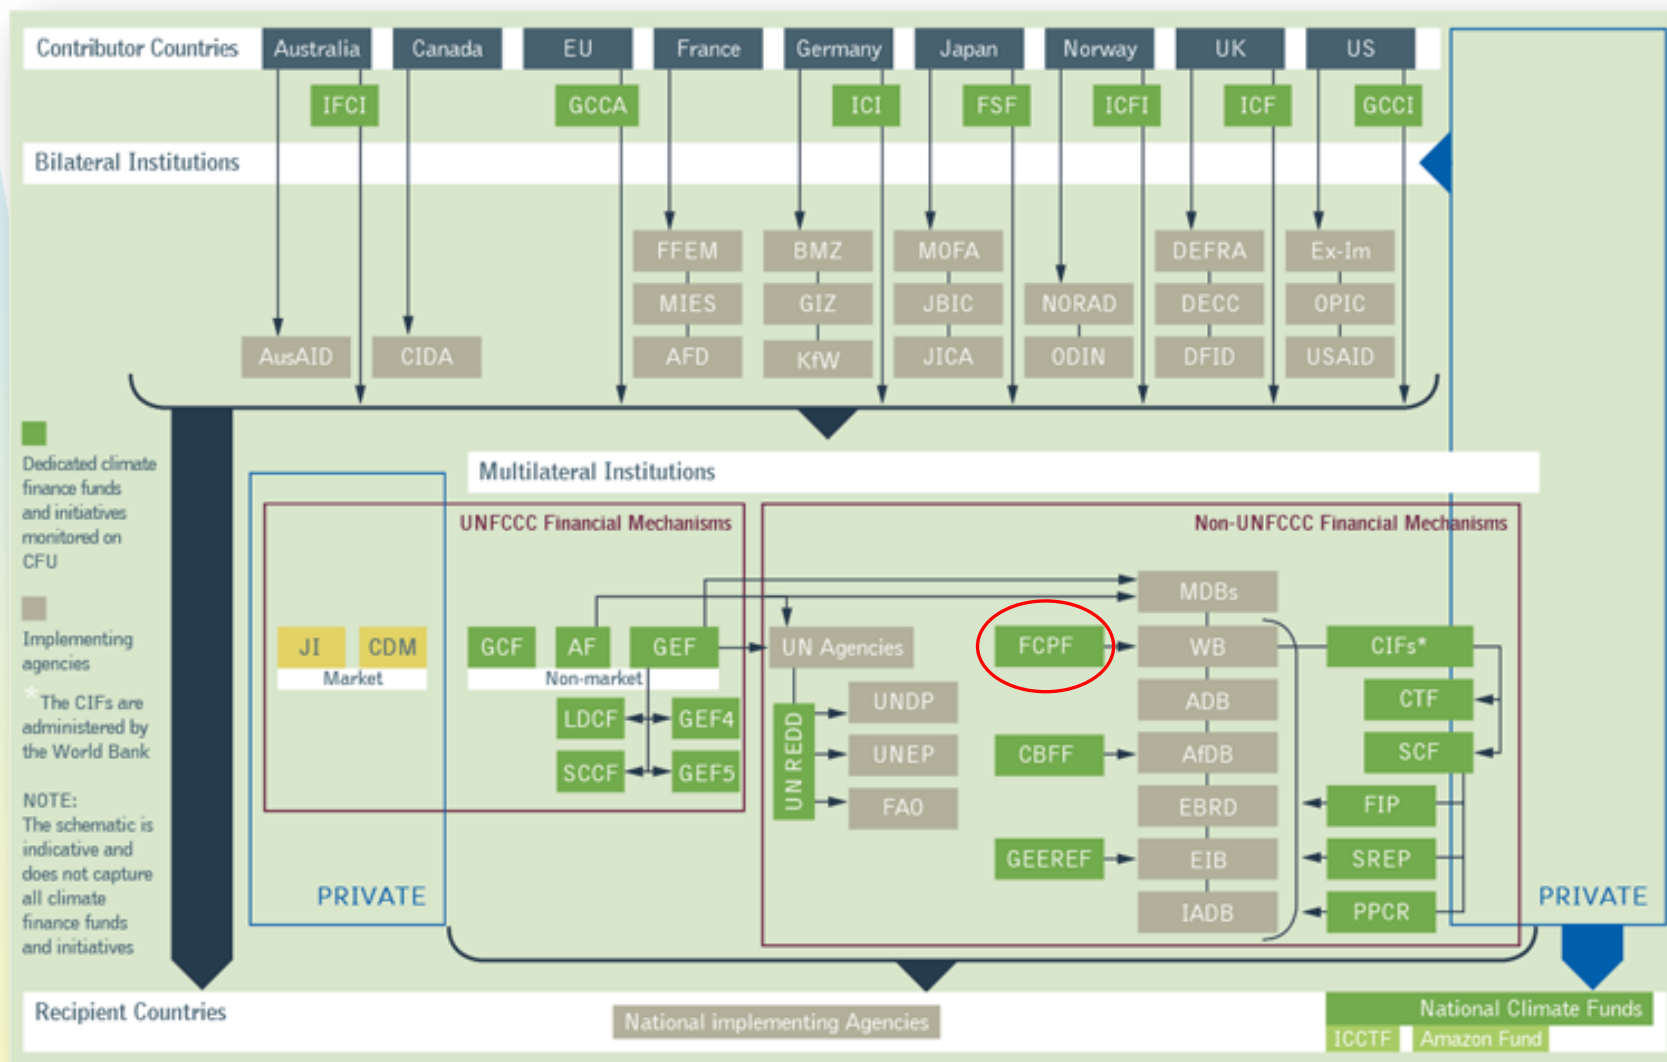 Contributor Countries
Australia
Canada
EU
France
Germany
Japan
Norway
UK
US
IFCI
GCCA
ICI
FSF
ICFI
ICF
GCCI
Bilateral Institutions
FFEM
BMZ
MOFA
DEFRA
Ex-Im
MIES
GIZ
JBIC
NORAD
DECC
OPIC
AusAID
CIDA
AFD
KfW
JICA
ODIN
DFID
USAID
Dedicated climate
finance funds
and initiatives
monitored on
CFU
Implementing
agencies
*The CIFs are
administered by
the World Bank
NOTE:
The schematic is
indicative and
does not capture
all climate
finance funds
and initiatives
Multilateral Institutions
UNFCCC Financial Mechanisms
JI
CDM
Market
GCF
AF
GEF
Non-market
LDCF
GEF4
SCCF
GEF5
PRIVATE
Non-UNFCCC Financial Mechanisms
UN Agencies
UN REDD
UNDP
UNEP
FAO
FCPF
CBFF
GEEREF
MDBs
WB
ADB
AfDB
EBRD
EIB
IADB
CIFs*
CTF
SCF
FIP
SREP
PPCR
PRIVATE
Recipient Countries
National implementing Agencies
National Climate Funds
ICCTF
Amazon Fund